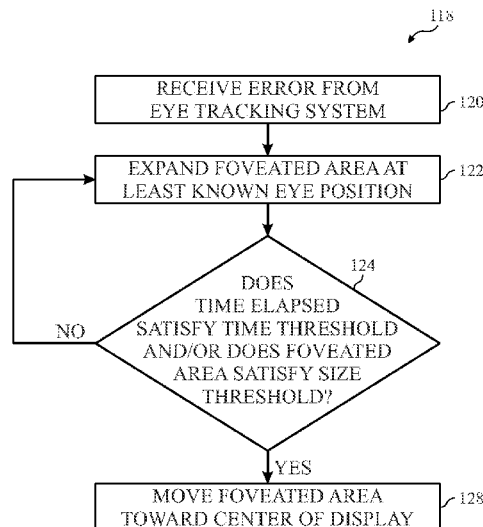 118
RECEIVE ERROR FROM
EYE TRACKING SYSTEM
120
EXPAND FOVEATED AREA AT
LEAST KNOWN EYE POSITION
122
124
DOES
TIME ELAPSED
SATISFY TIME THRESHOLD
AND/OR DOES FOVEATED
AREA SATISFY SIZE
THRESHOLD?
NO
YES
MOVE FOVEATED AREA
TOWARD CENTER OF DISPLAY
128